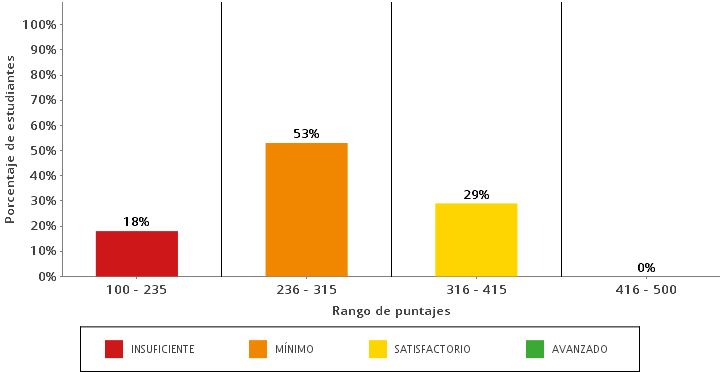 Porcentaje de estudiantes
100%
90%
80%
70%
60%
50%
40%
30%
20%
10%
0%
18%
53%
29%
0%
100 - 235
236 - 315
316 - 415
416 - 500
Rango de puntajes
INSUFICIENTE
MÍNIMO
SATISFACTORIO
AVANZADO